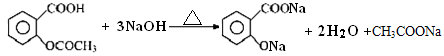 COOH
OCOCH₃
+ 3NaOH
COONa
ONa
+ 2H₂O + CH₃COONa